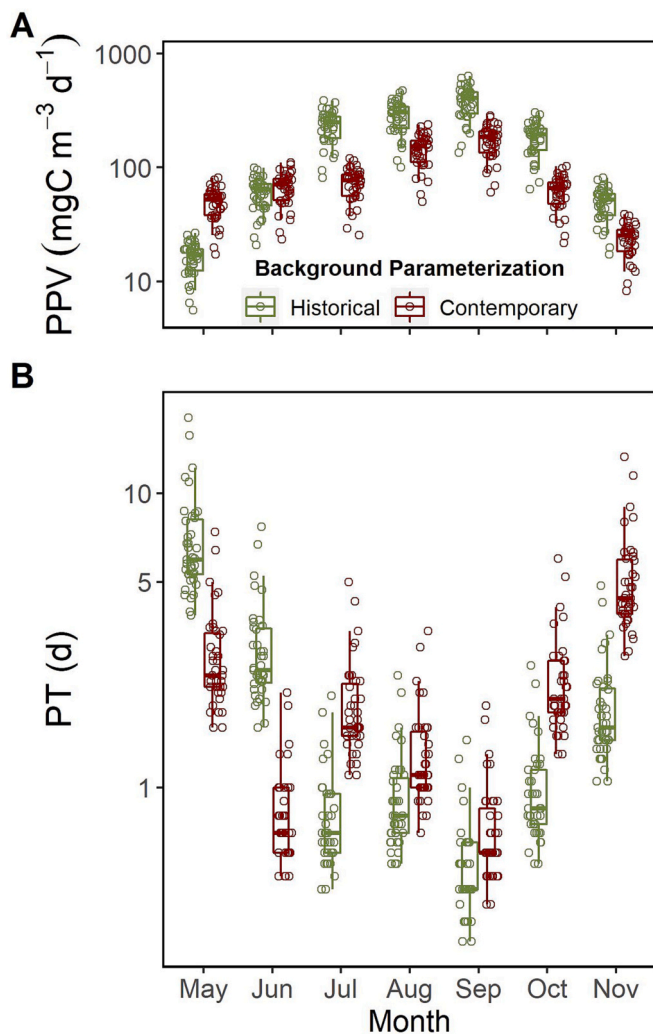 A
PPV (mgC m⁻³ d⁻¹)
1000
100
10
Background Parameterization
Historical Contemporary
B
PT (d)
10
5
1
May Jun Jul Aug Sep Oct Nov
Month